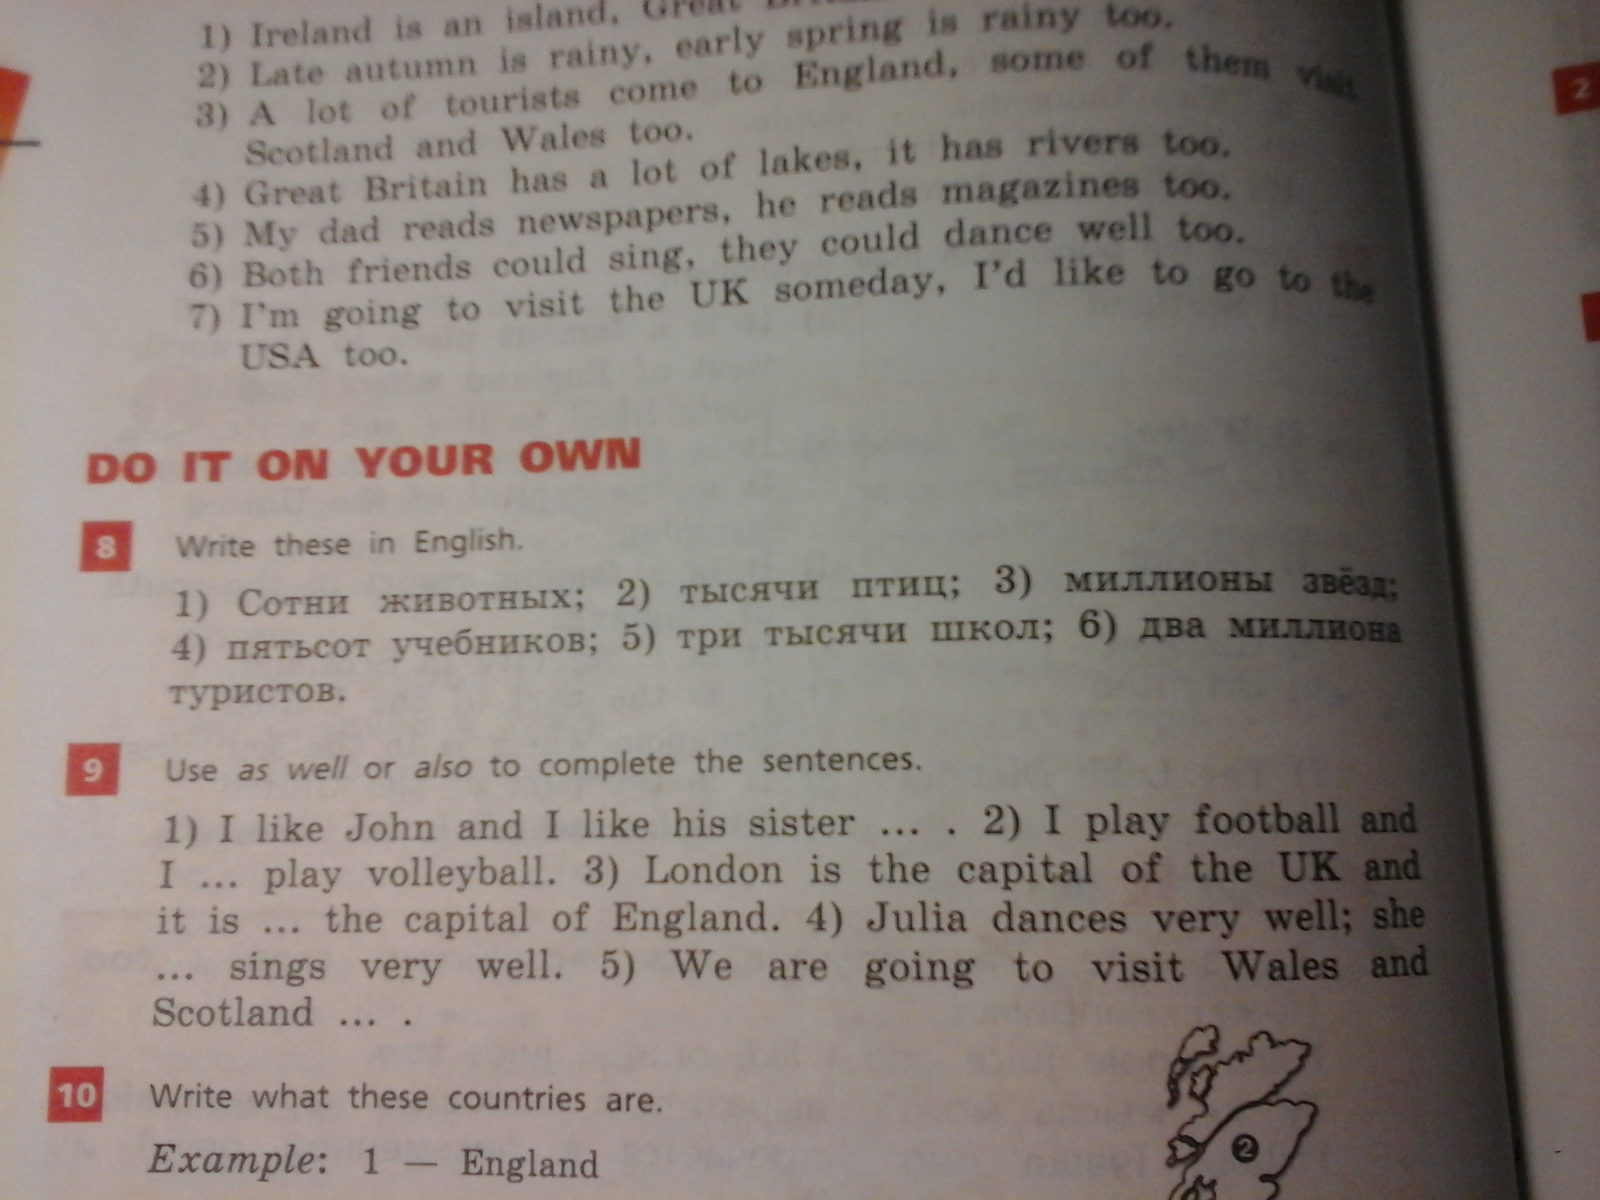 1) Ireland is an island, Great
2) Late autumn is rainy, early spring is rainy too.
3) A lot of tourists come to England, some of them visit
Scotland and Wales too.
4) Great Britain has a lot of lakes, it has rivers too.
5) My dad reads newspapers, he reads magazines too.
6) Both friends could sing, they could dance well too.
7) I'm going to visit the UK someday, I'd like to go to the
USA too.
DO IT ON YOUR OWN
8 Write these in English.
1) Сотни животных; 2) тысячи птиц; 3) миллионы звёзд;
4) пятьсот учебников; 5) три тысячи школ; 6) два миллиона
туристов.
9 Use as well or also to complete the sentences.
1) I like John and I like his sister ... . 2) I play football and
I ... play volleyball. 3) London is the capital of the UK and
it is ... the capital of England. 4) Julia dances very well; she
... sings very well. 5) We are going to visit Wales and
Scotland ... .
10 Write what these countries are.
Example: 1 — England
2
2